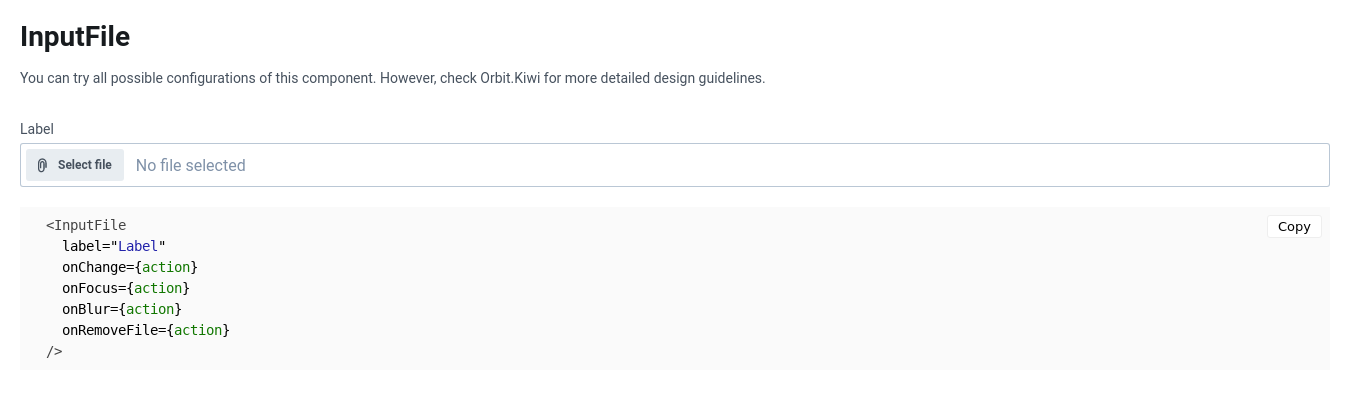 InputFile
You can try all possible configurations of this component. However, check Orbit.Kiwi for more detailed design guidelines.
Label
Select file No file selected
<InputFile
Copy
label="Label"
onChange={action}
onFocus={action}
onBlur={action}
onRemoveFile={action}
/>